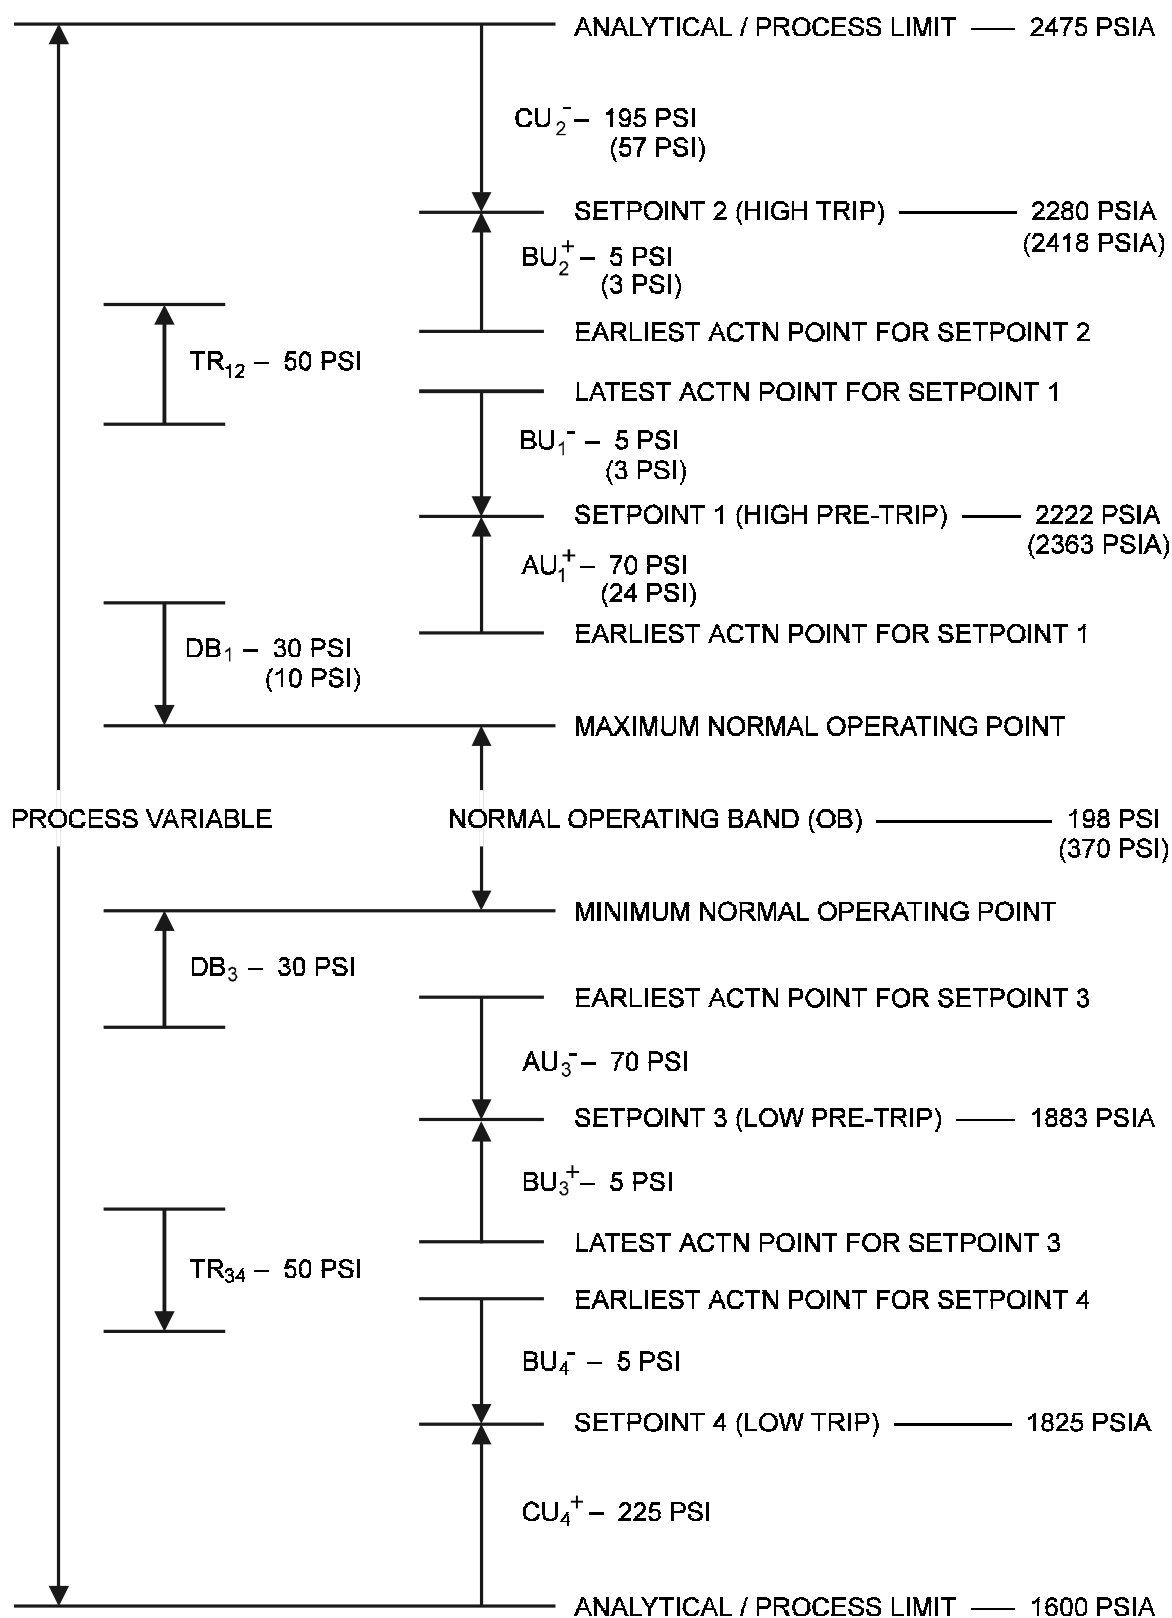 ANALYTICAL / PROCESS LIMIT — 2475 PSIA
CU₂⁻ – 195 PSI
(57 PSI)
SETPOINT 2 (HIGH TRIP) — 2280 PSIA
(2418 PSIA)
BU₂⁺ – 5 PSI
(3 PSI)
EARLIEST ACTN POINT FOR SETPOINT 2
TR₁₂ – 50 PSI
LATEST ACTN POINT FOR SETPOINT 1
BU₁⁻ – 5 PSI
(3 PSI)
SETPOINT 1 (HIGH PRE-TRIP) — 2222 PSIA
(2363 PSIA)
AU₁⁺ – 70 PSI
(24 PSI)
EARLIEST ACTN POINT FOR SETPOINT 1
DB₁ – 30 PSI
(10 PSI)
MAXIMUM NORMAL OPERATING POINT
PROCESS VARIABLE
NORMAL OPERATING BAND (OB) — 198 PSI
(370 PSI)
MINIMUM NORMAL OPERATING POINT
DB₃ – 30 PSI
EARLIEST ACTN POINT FOR SETPOINT 3
AU₃⁻ – 70 PSI
SETPOINT 3 (LOW PRE-TRIP) — 1883 PSIA
BU₃⁺ – 5 PSI
LATEST ACTN POINT FOR SETPOINT 3
TR₃₄ – 50 PSI
EARLIEST ACTN POINT FOR SETPOINT 4
BU₄⁻ – 5 PSI
SETPOINT 4 (LOW TRIP) — 1825 PSIA
CU₄⁺ – 225 PSI
ANALYTICAL / PROCESS LIMIT — 1600 PSIA